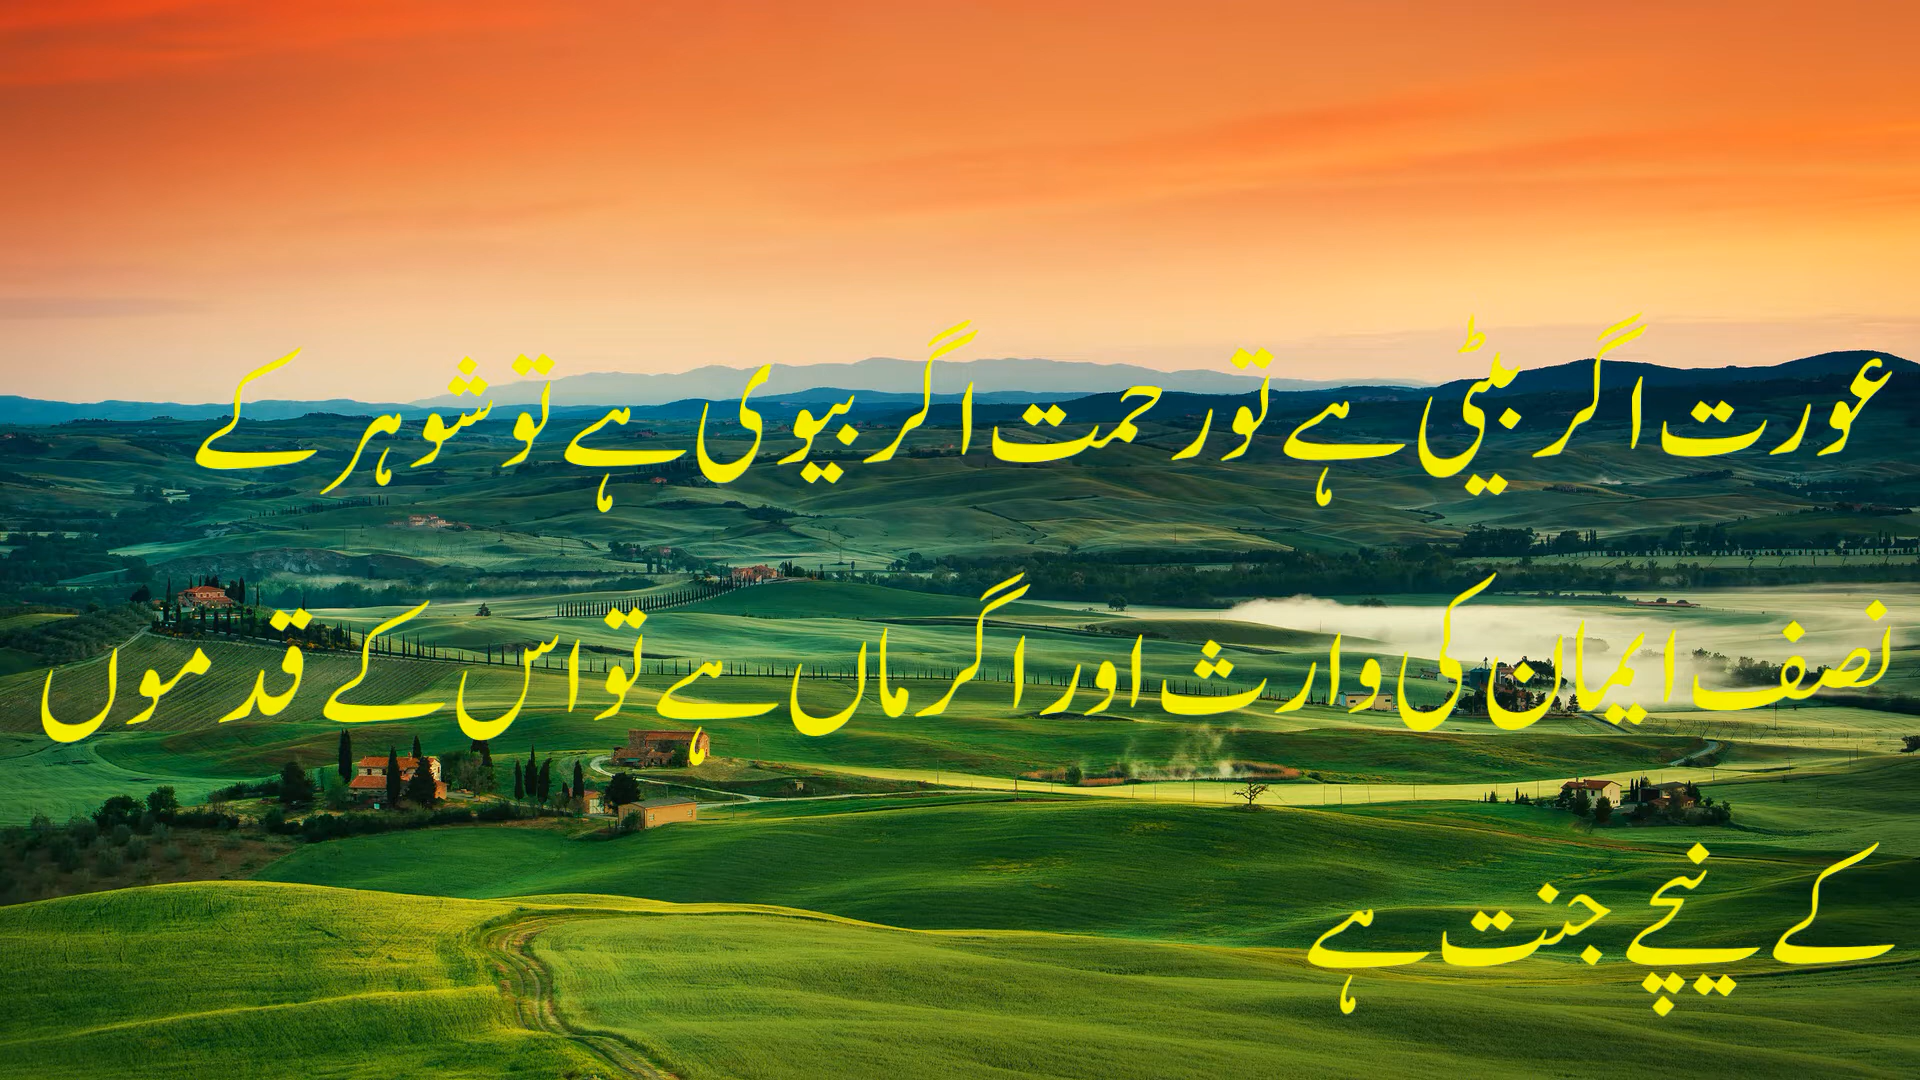 عورت اگر بیٹی ہے تو رحمت اگر بیوی ہے تو شوہر کے
نصف ایمان کی وارث اور اگر ماں ہے تو اس کے قدموں
کے نیچے جنت ہے